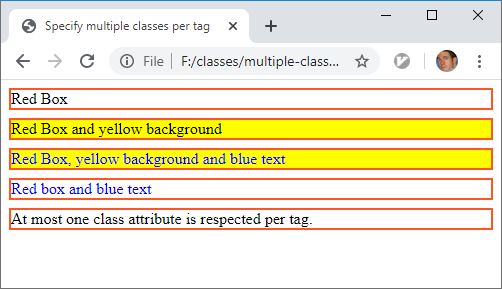 Specify multiple classes per tag
File F:/classes/multiple-class...
Red Box
Red Box and yellow background
Red Box, yellow background and blue text
Red box and blue text
At most one class attribute is respected per tag.